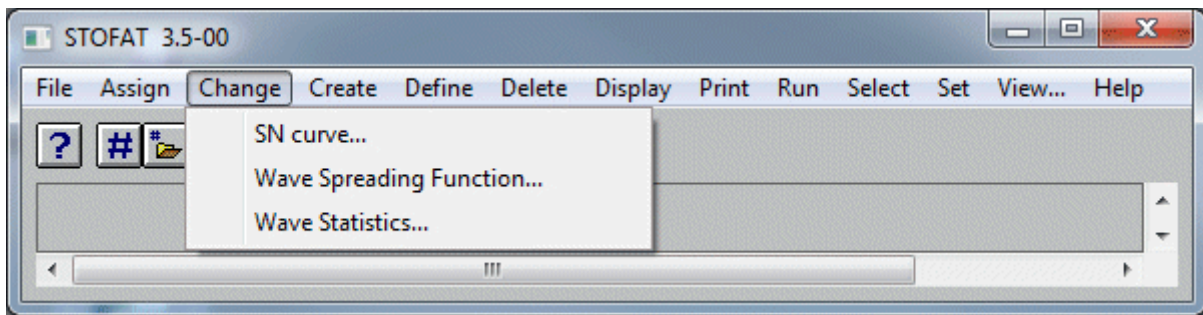 STOFAT 3.5-00
File Assign Change Create Define Delete Display Print Run Select Set View... Help
? # #
SN curve...
Wave Spreading Function...
Wave Statistics...